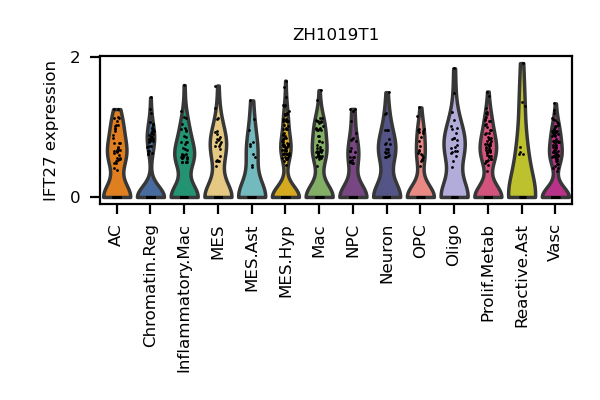 ZH1019T1
IFT27 expression
2
0
AC
Chromatin.Reg
Inflammatory.Mac
MES
MES.Ast
MES.Hyp
Mac
NPC
Neuron
OPC
Oligo
Prolif.Metab
Reactive.Ast
Vasc